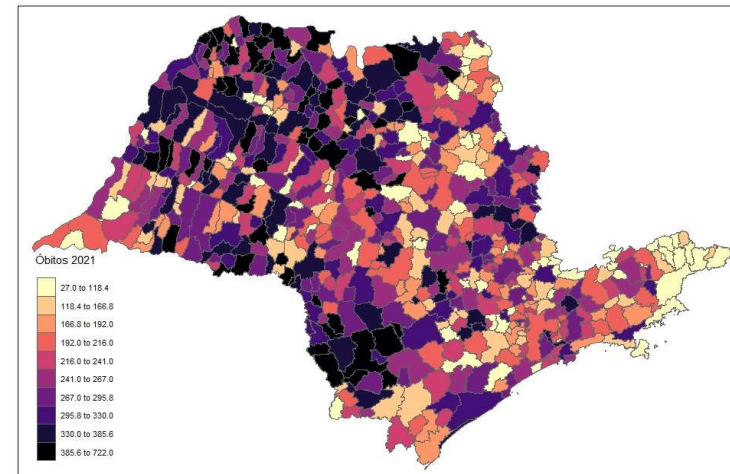 Óbitos 2021
27.0 to 118.4
118.4 to 166.8
166.8 to 192.0
192.0 to 216.0
216.0 to 241.0
241.0 to 267.0
267.0 to 295.8
295.8 to 330.0
330.0 to 385.6
385.6 to 722.0